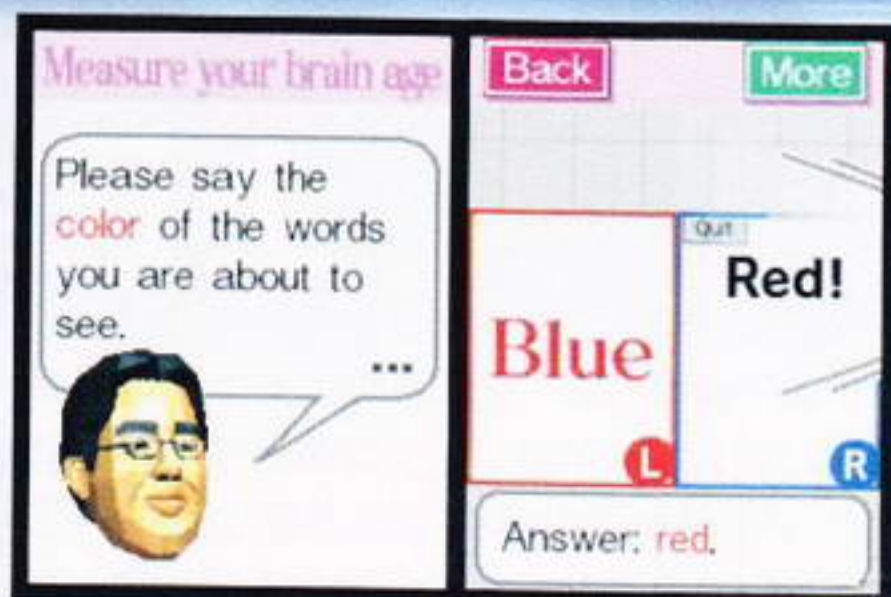 Measure your brain age
Please say the
color of the words
you are about to
see.
...
Back
More
Quit
Blue
Red!
L
R
Answer: red.